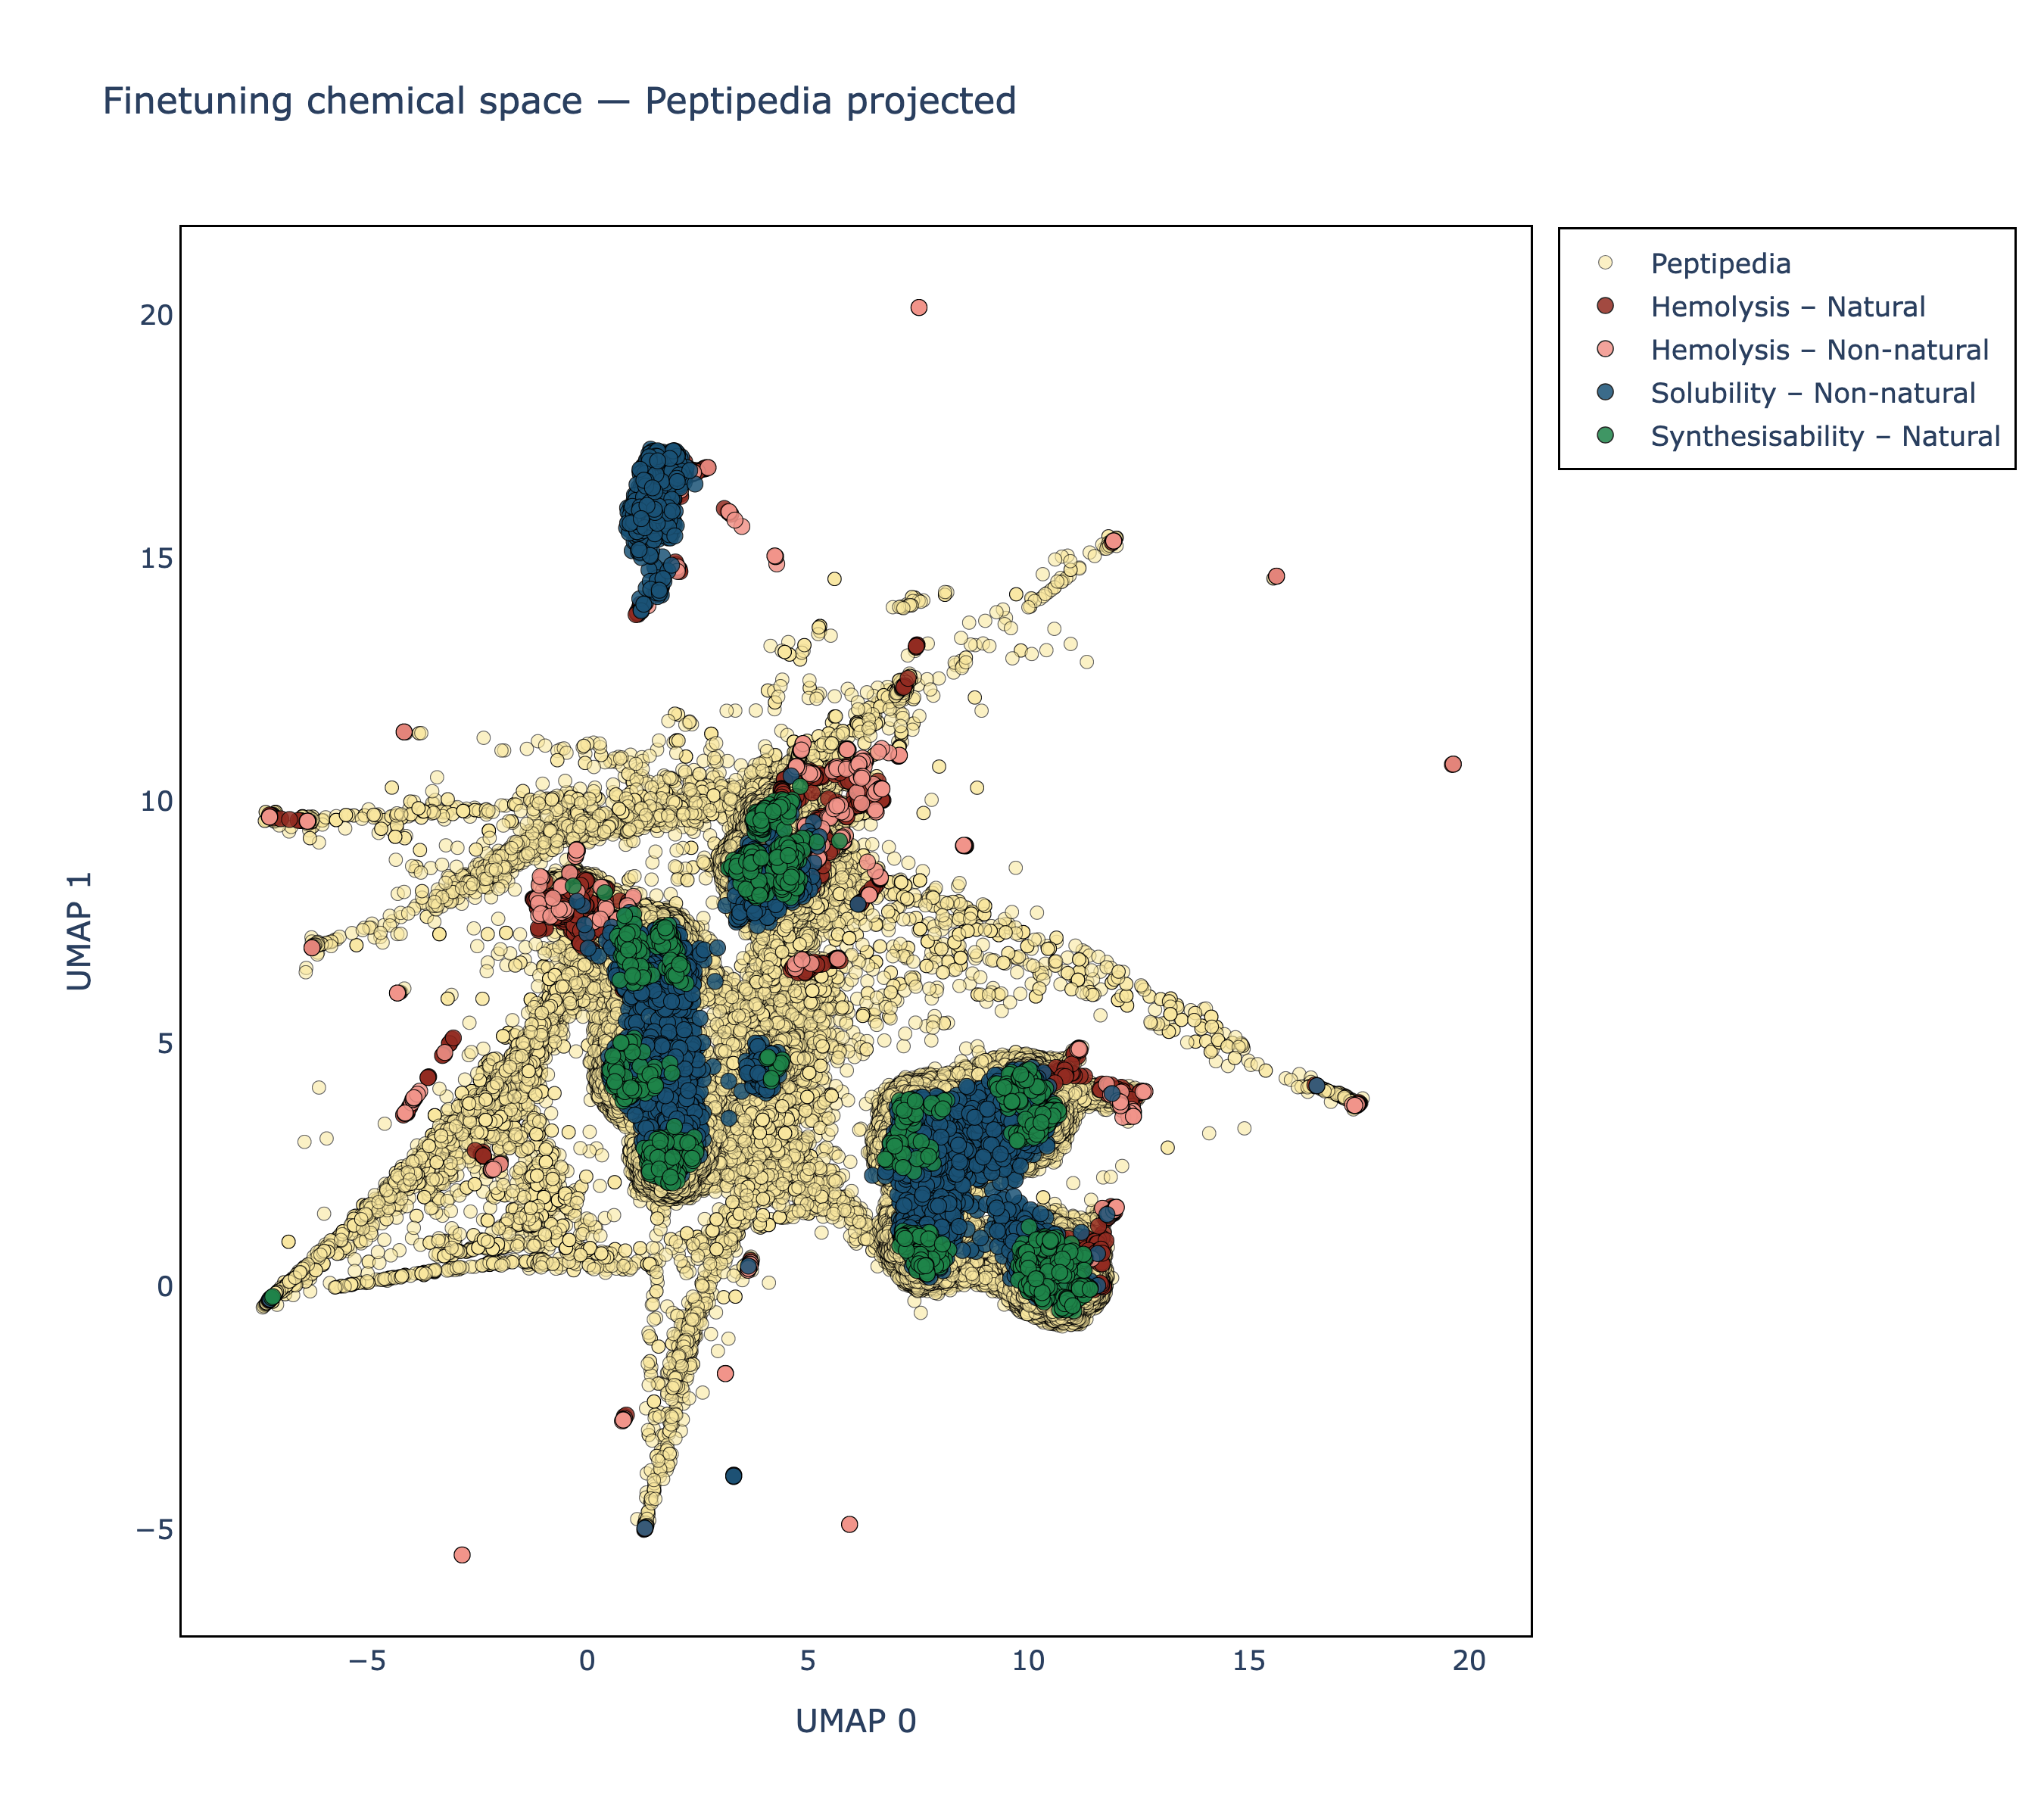 Finetuning chemical space — Peptipedia projected
Peptipedia
Hemolysis – Natural
Hemolysis – Non-natural
Solubility – Non-natural
Synthesisability – Natural
20
15
10
5
0
−5
UMAP 1
−5 0 5 10 15 20
UMAP 0